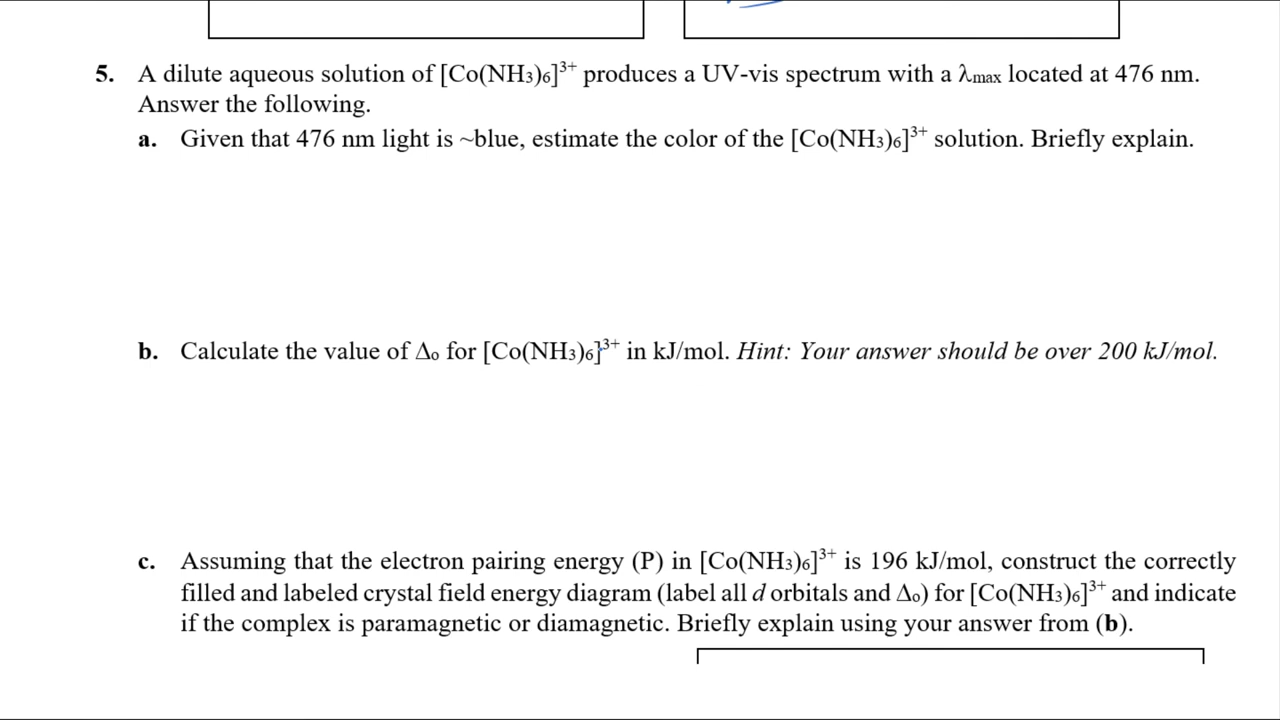 5. A dilute aqueous solution of [Co(NH₃)₆]³⁺ produces a UV-vis spectrum with a λmax located at 476 nm.
Answer the following.
a. Given that 476 nm light is ~blue, estimate the color of the [Co(NH₃)₆]³⁺ solution. Briefly explain.
b. Calculate the value of Δₒ for [Co(NH₃)₆]³⁺ in kJ/mol. Hint: Your answer should be over 200 kJ/mol.
c. Assuming that the electron pairing energy (P) in [Co(NH₃)₆]³⁺ is 196 kJ/mol, construct the correctly
filled and labeled crystal field energy diagram (label all d orbitals and Δₒ) for [Co(NH₃)₆]³⁺ and indicate
if the complex is paramagnetic or diamagnetic. Briefly explain using your answer from (b).